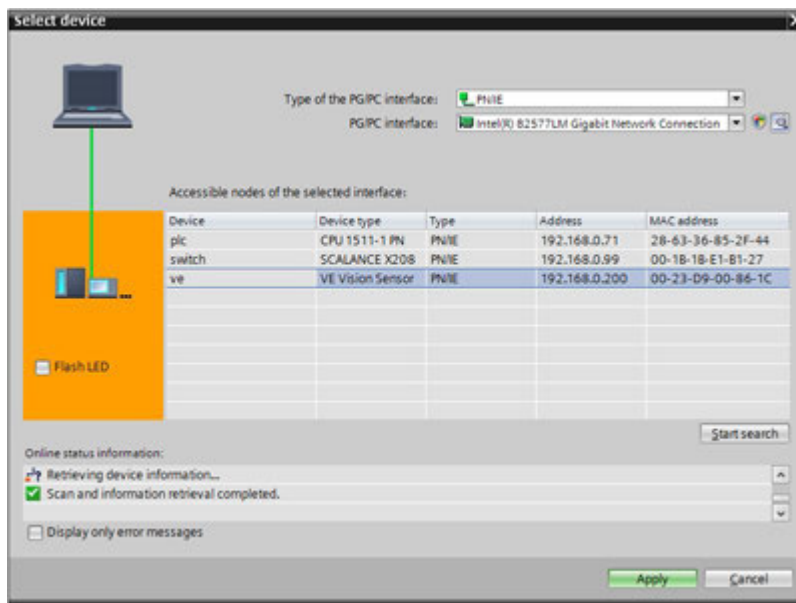 Select device
Type of the PG/PC interface: PN/IE
PG/PC interface: Intel(R) 82577LM Gigabit Network Connection
Accessible nodes of the selected interface:
Device Device type Type Address MAC address
plc CPU 1511-1 PN PN/IE 192.168.0.71 28-63-36-85-2F-44
switch SCALANCE X208 PN/IE 192.168.0.99 00-1B-1B-E1-B1-27
ve VE Vision Sensor PN/IE 192.168.0.200 00-23-D9-00-86-1C
Flash LED
Start search
Online status information:
Retrieving device information...
Scan and information retrieval completed.
Display only error messages
Apply Cancel